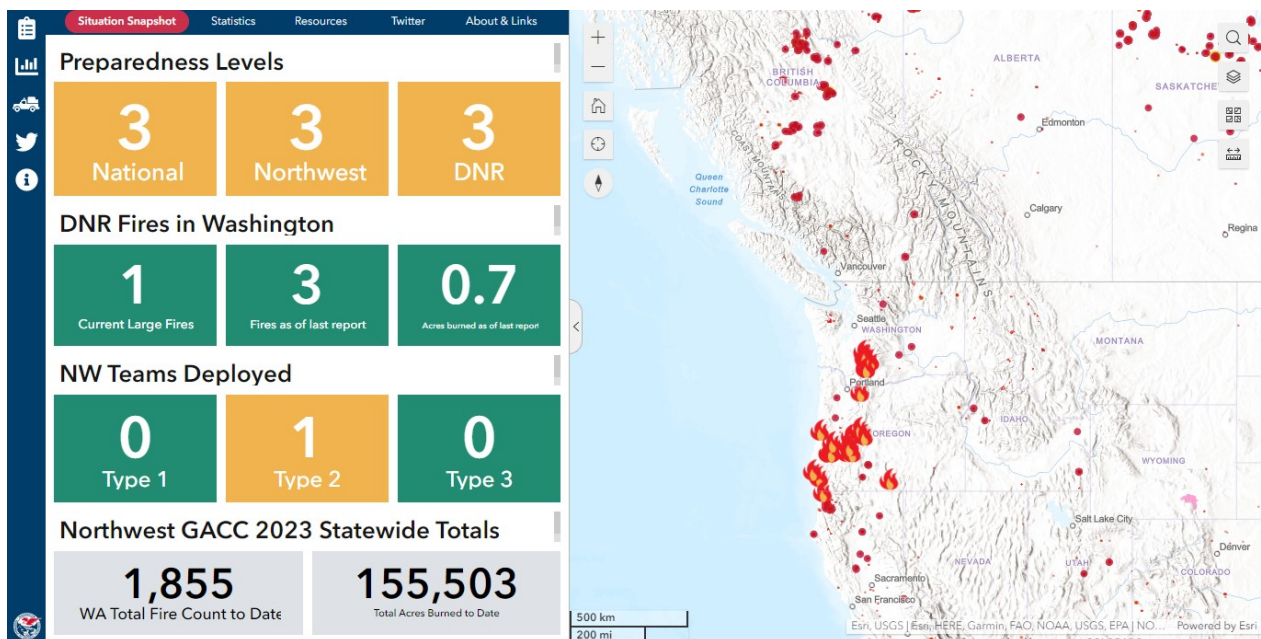 Situation Snapshot
Statistics
Resources
Twitter
About & Links
Preparedness Levels
3
National
3
Northwest
3
DNR
DNR Fires in Washington
1
Current Large Fires
3
Fires as of last report
0.7
Acres burned as of last report
NW Teams Deployed
0
Type 1
1
Type 2
0
Type 3
Northwest GACC 2023 Statewide Totals
1,855
WA Total Fire Count to Date
155,503
Total Acres Burned to Date
BRITISH
COLUMBIA
ALBERTA
SASKATCHE
Edmonton
COAST MOUNTAINS
ROCKY MOUNTAINS
Queen
Charlotte
Sound
Calgary
Regina
Vancouver
Seattle
WASHINGTON
MONTANA
Portland
OREGON
IDAHO
WYOMING
Salt Lake City
NEVADA
UTAH
Denver
COLORADO
Sacramento
San Francisco
500 km
200 mi
Esri, USGS | Esri, HERE, Garmin, FAO, NOAA, USGS, EPA | NO...
Powered by Esri